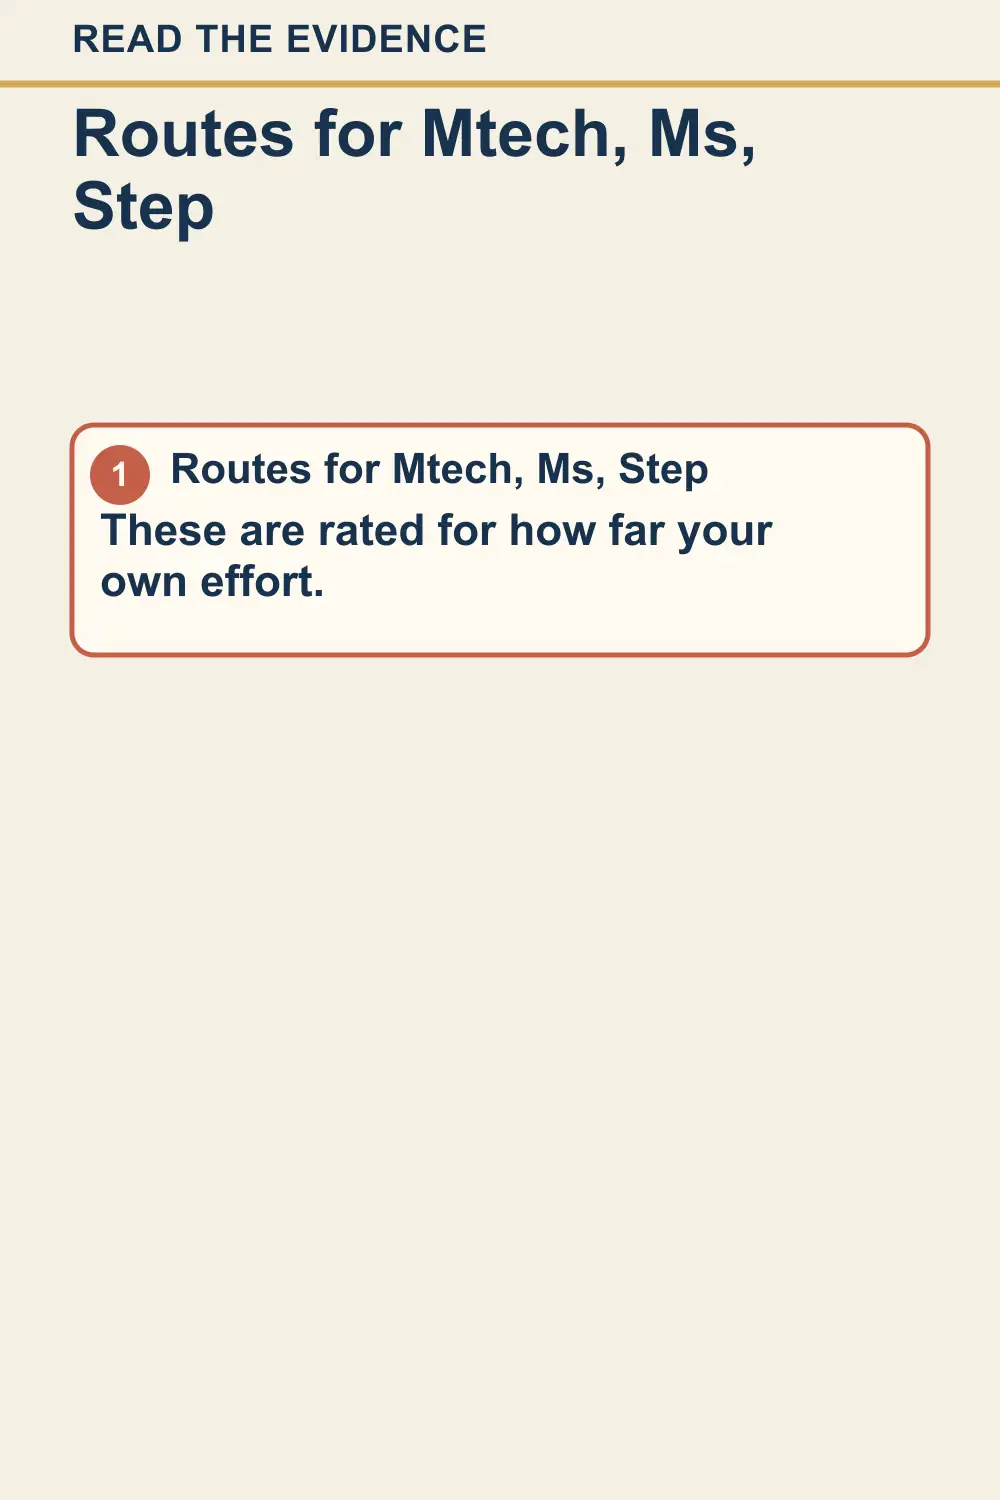 READ THE EVIDENCE
Routes for Mtech, Ms,
Step
1
Routes for Mtech, Ms, Step
These are rated for how far your
own effort.